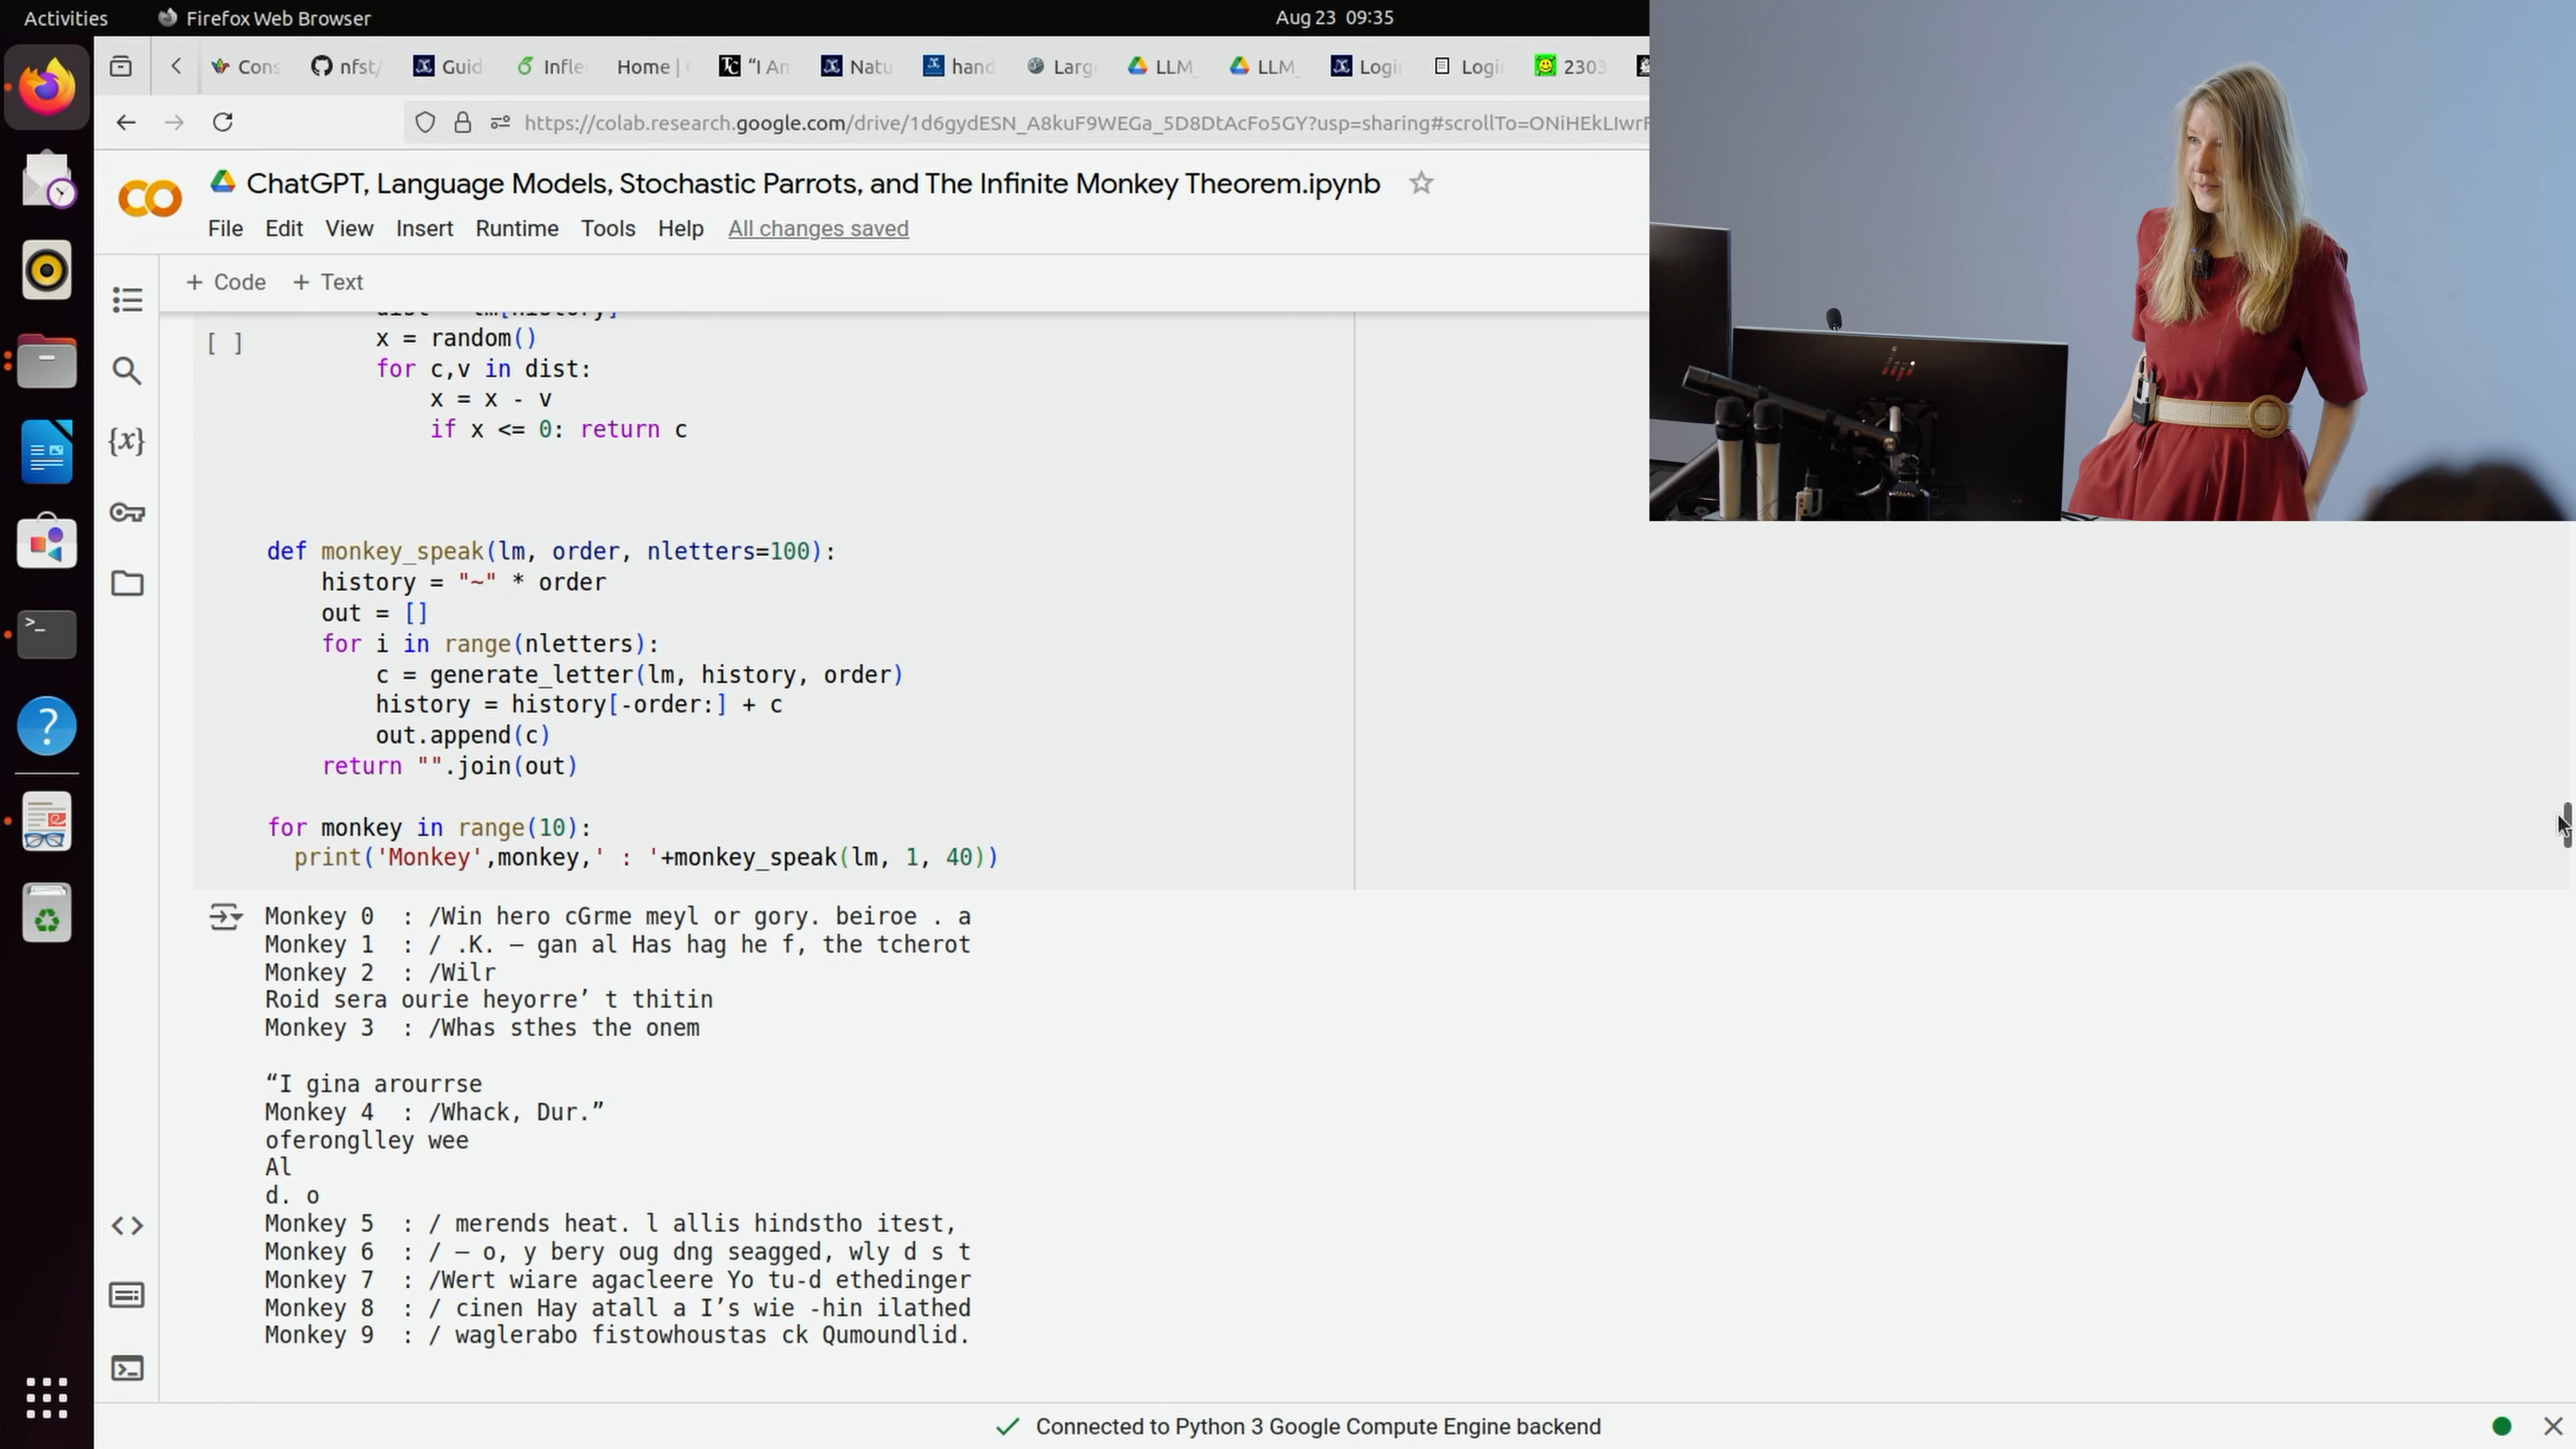 Activities
Firefox Web Browser
Aug 23 09:35
Cons
nfst/
Guid
Infle
Home |
"I Am
Natu
hand
Larg
LLM_
LLM_
Logi
Logi
2303
https://colab.research.google.com/drive/1d6gydESN_A8kuF9WEGa_5D8DtAcFo5GY?usp=sharing#scrollTo=ONiHEkLIwrF
ChatGPT, Language Models, Stochastic Parrots, and The Infinite Monkey Theorem.ipynb
File Edit View Insert Runtime Tools Help All changes saved
+ Code + Text
[ ]
x = random()
for c,v in dist:
x = x - v
if x <= 0: return c
def monkey_speak(lm, order, nletters=100):
history = "~" * order
out = []
for i in range(nletters):
c = generate_letter(lm, history, order)
history = history[-order:] + c
out.append(c)
return "".join(out)
for monkey in range(10):
print('Monkey',monkey,' : '+monkey_speak(lm, 1, 40))
Monkey 0  : /Win hero cGrme meyl or gory. beiroe . a
Monkey 1  : / .K. — gan al Has hag he f, the tcherot
Monkey 2  : /Wilr
Roid sera ourie heyorre’ t thitin
Monkey 3  : /Whas sthes the onem
“I gina arourrse
Monkey 4  : /Whack, Dur.”
oferonglley wee
Al
d. o
Monkey 5  : / merends heat. l allis hindstho itest,
Monkey 6  : / — o, y bery oug dng seagged, wly d s t
Monkey 7  : /Wert wiare agacleere Yo tu-d ethedinger
Monkey 8  : / cinen Hay atall a I’s wie -hin ilathed
Monkey 9  : / waglerabo fistowhoustas ck Qumoundlid.
Connected to Python 3 Google Compute Engine backend